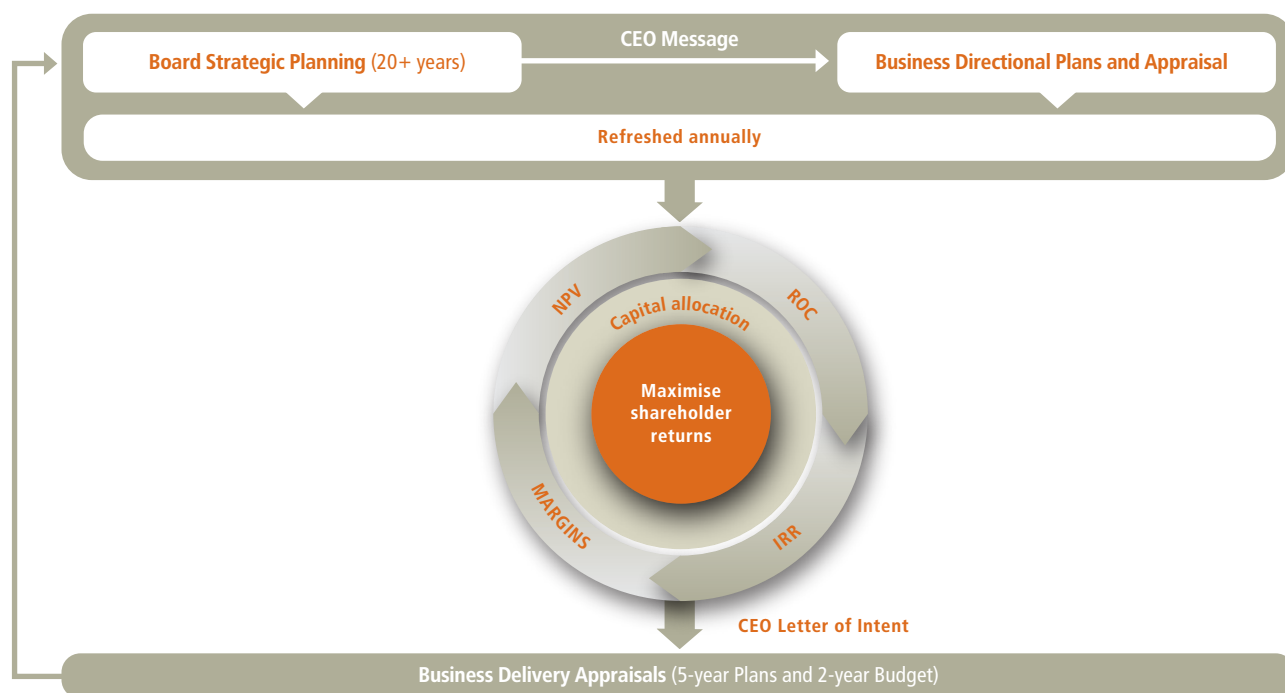 CEO Message
Board Strategic Planning (20+ years)
Business Directional Plans and Appraisal
Refreshed annually
NPV
ROC
Capital allocation
Maximise
shareholder
returns
MARGINS
IRR
CEO Letter of Intent
Business Delivery Appraisals (5-year Plans and 2-year Budget)